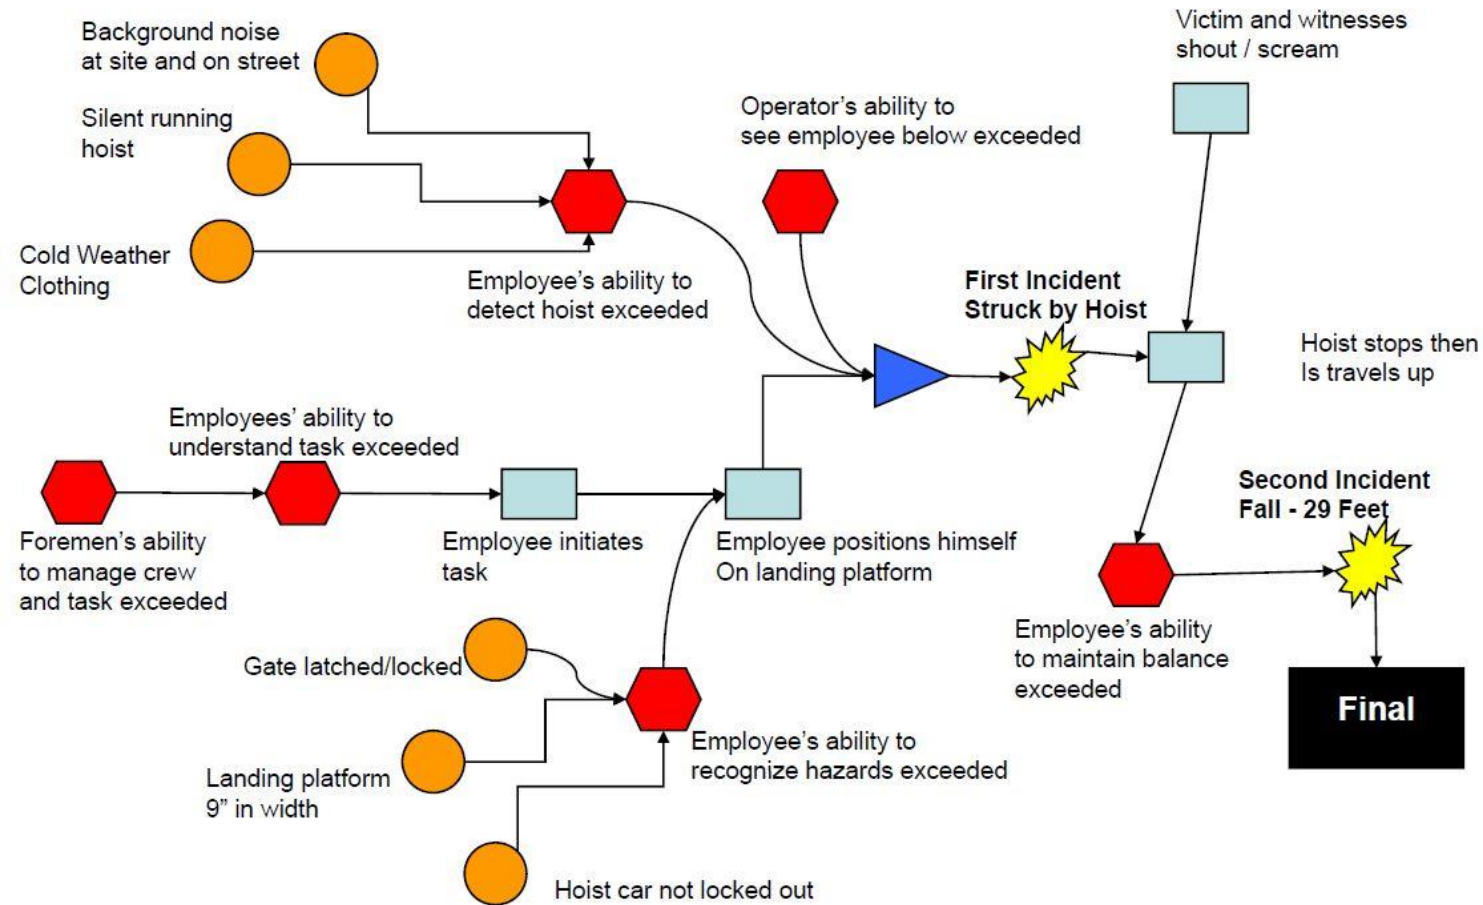 Background noise
at site and on street
Silent running
hoist
Cold Weather
Clothing
Employee's ability to
detect hoist exceeded
Operator's ability to
see employee below exceeded
Victim and witnesses
shout / scream
First Incident
Struck by Hoist
Hoist stops then
Is travels up
Employees' ability to
understand task exceeded
Foremen's ability
to manage crew
and task exceeded
Employee initiates
task
Employee positions himself
On landing platform
Second Incident
Fall - 29 Feet
Employee's ability
to maintain balance
exceeded
Final
Gate latched/locked
Landing platform
9” in width
Employee's ability to
recognize hazards exceeded
Hoist car not locked out